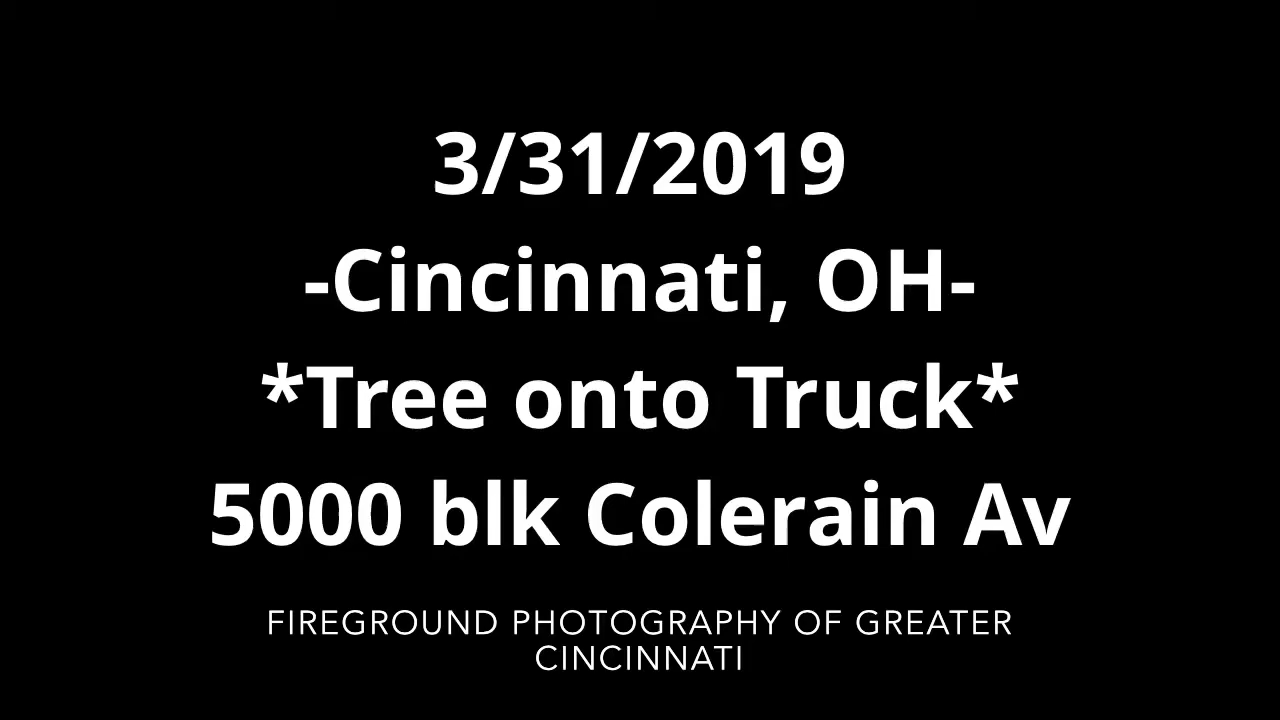 3/31/2019
-Cincinnati, OH-
*Tree onto Truck*
5000 blk Colerain Av
FIREGROUND PHOTOGRAPHY OF GREATER
CINCINNATI